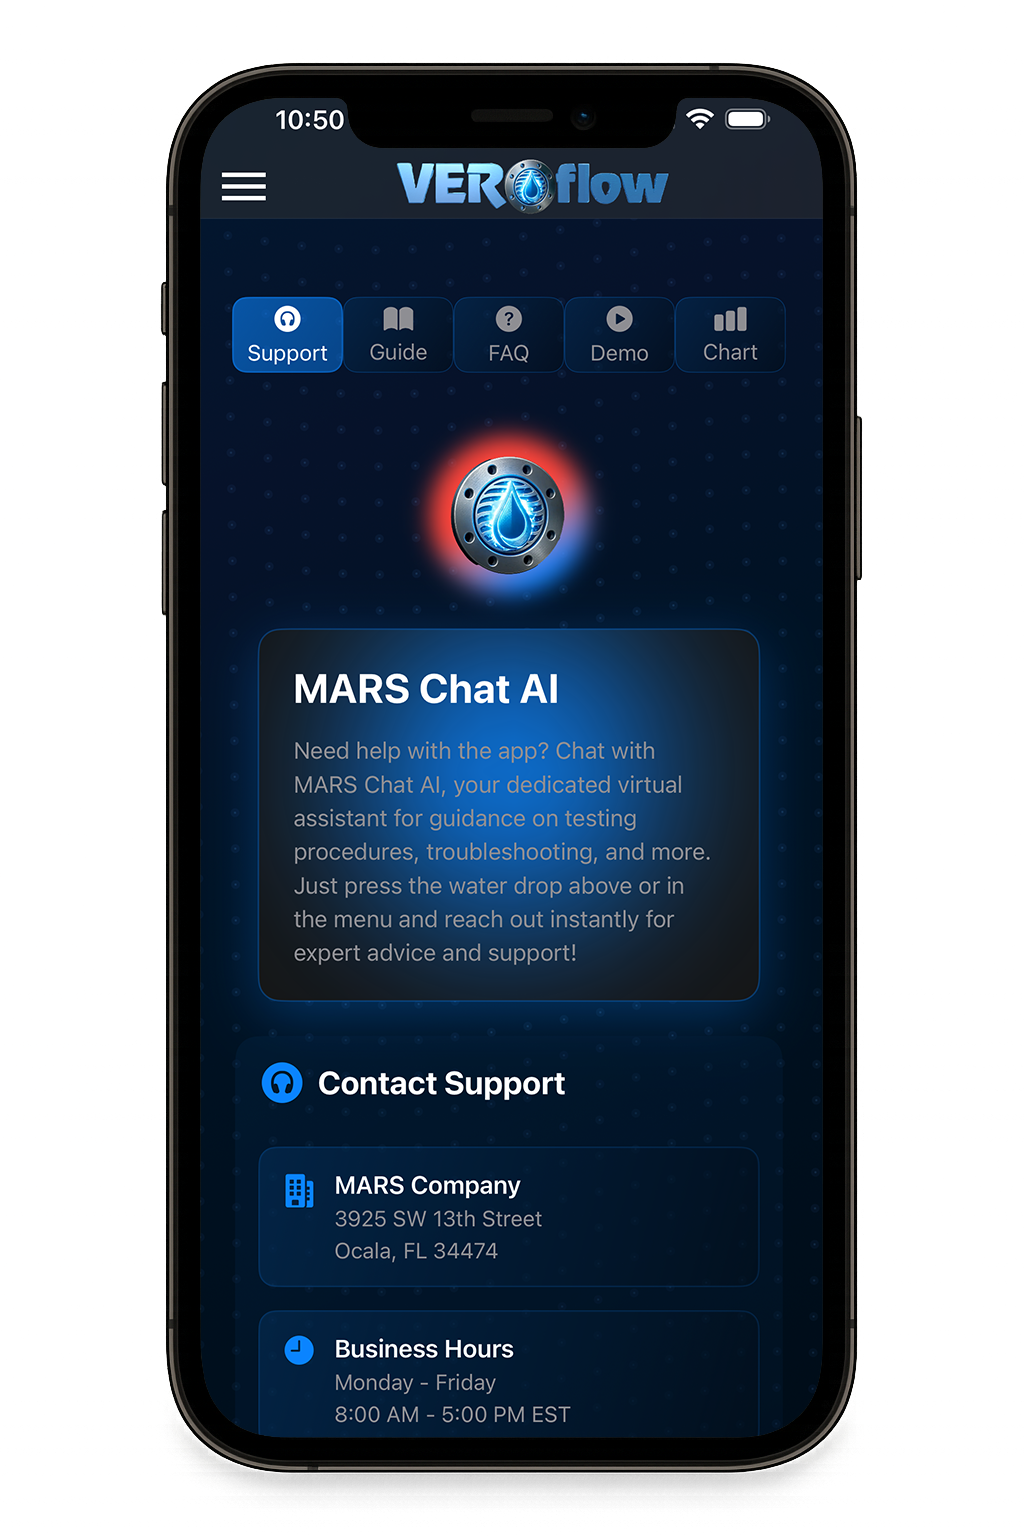 10:50
VEROflow
Support
Guide
FAQ
Demo
Chart
MARS Chat AI
Need help with the app? Chat with
MARS Chat AI, your dedicated virtual
assistant for guidance on testing
procedures, troubleshooting, and more.
Just press the water drop above or in
the menu and reach out instantly for
expert advice and support!
Contact Support
MARS Company
3925 SW 13th Street
Ocala, FL 34474
Business Hours
Monday - Friday
8:00 AM - 5:00 PM EST